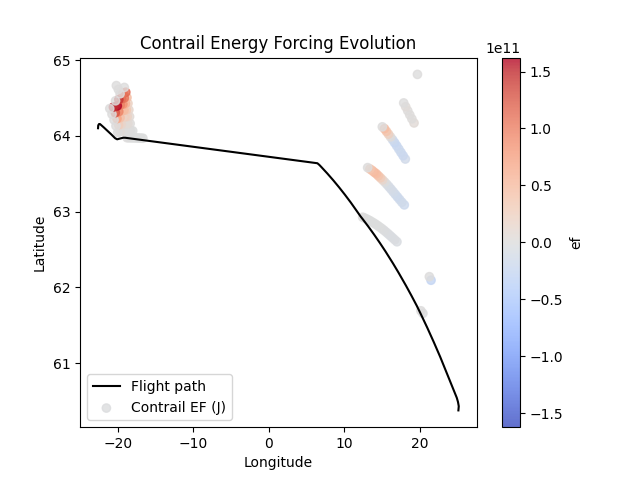 Contrail Energy Forcing Evolution
1e11
65
64
63
62
61
Latitude
−20
−10
0
10
20
Longitude
Flight path
Contrail EF (J)
1.5
1.0
0.5
0.0
−0.5
−1.0
−1.5
ef